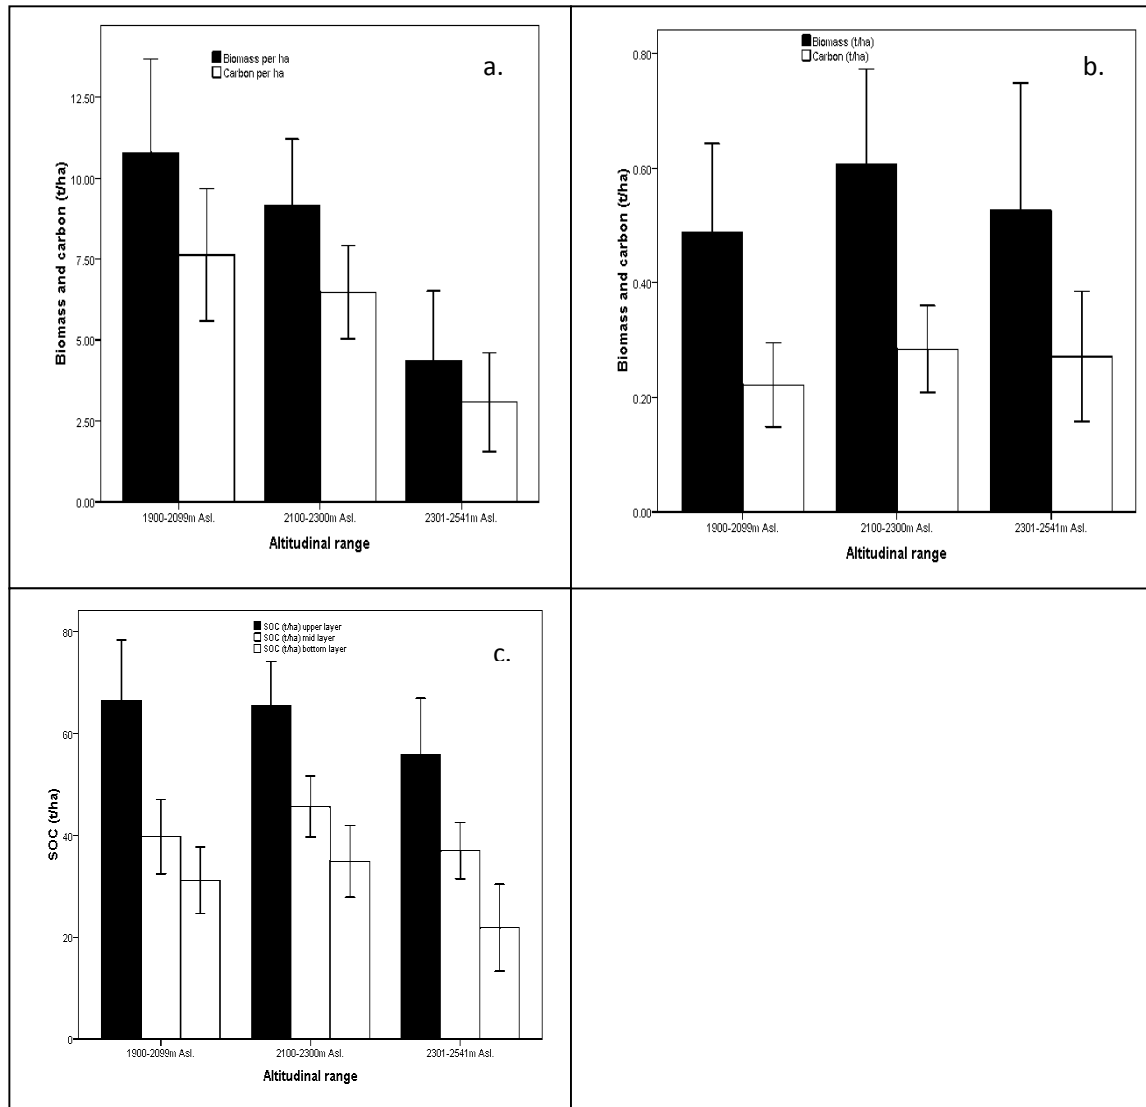 a.
Biomass per ha
Carbon per ha
12.50
10.00
7.50
5.00
2.50
0.00
Biomass and carbon (t/ha)
1900-2099m Asl.
2100-2300m Asl.
2301-2541m Asl.
Altitudinal range
b.
Biomass (t/ha)
Carbon (t/ha)
0.80
0.60
0.40
0.20
0.00
Biomass and carbon (t/ha)
1900-2099m Asl.
2100-2300m Asl.
2301-2541m Asl.
Altitudinal range
c.
SOC (t/ha) upper layer
SOC (t/ha) mid layer
SOC (t/ha) bottom layer
80
60
40
20
0
SOC (t/ha)
1900-2099m Asl.
2100-2300m Asl.
2301-2541m Asl.
Altitudinal range